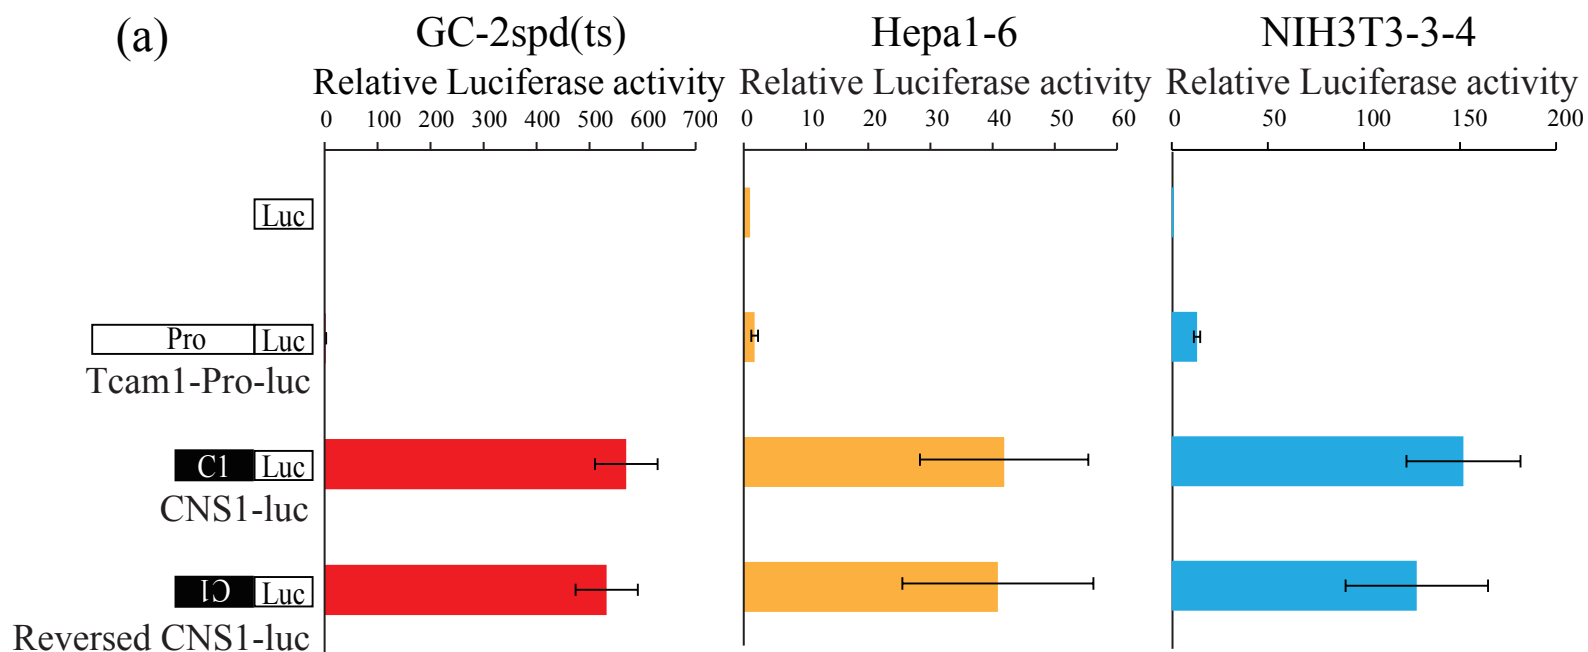 (a)
GC-2spd(ts)
Relative Luciferase activity
0 100 200 300 400 500 600 700
Hepa1-6
Relative Luciferase activity
0 10 20 30 40 50 60
NIH3T3-3-4
Relative Luciferase activity
0 50 100 150 200
Luc
Pro Luc
Tcam1-Pro-luc
C1 Luc
CNS1-luc
C1 Luc
Reversed CNS1-luc